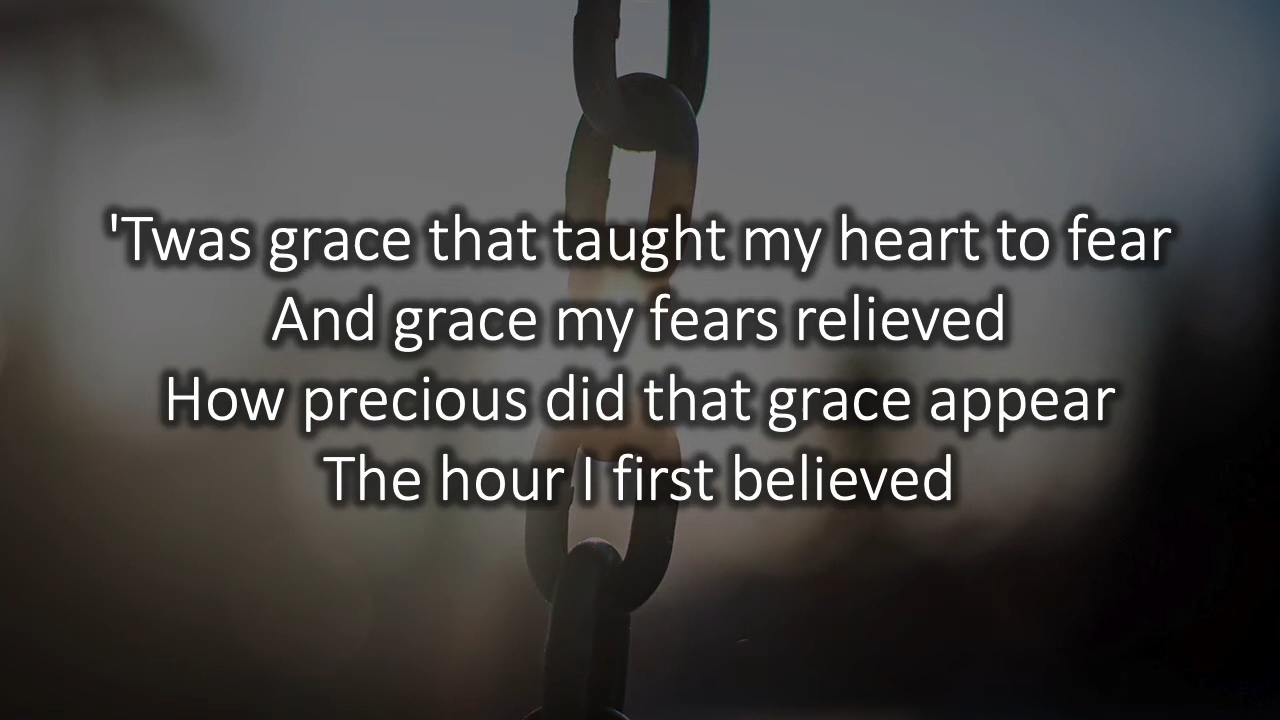 'Twas grace that taught my heart to fear
And grace my fears relieved
How precious did that grace appear
The hour I first believed